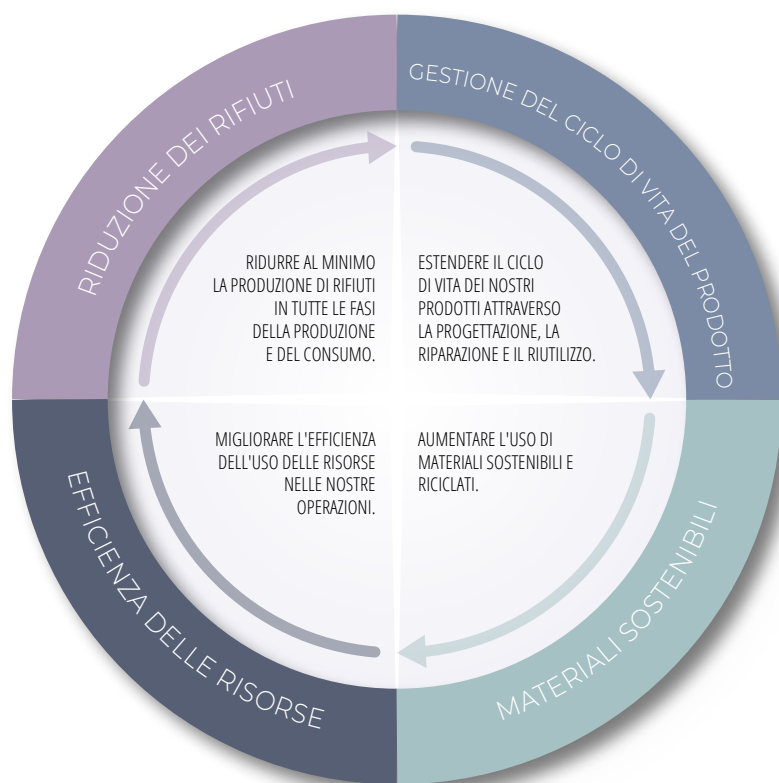 RIDUZIONE DEI RIFIUTI
GESTIONE DEL CICLO DI VITA DEL PRODOTTO
RIDURRE AL MINIMO
LA PRODUZIONE DI RIFIUTI
IN TUTTE LE FASI
DELLA PRODUZIONE
E DEL CONSUMO.
ESTENDERE IL CICLO
DI VITA DEI NOSTRI
PRODOTTI ATTRAVERSO
LA PROGETTAZIONE, LA
RIPARAZIONE E IL RIUTILIZZO.
MIGLIORARE L'EFFICIENZA
DELL'USO DELLE RISORSE
NELLE NOSTRE
OPERAZIONI.
AUMENTARE L'USO DI
MATERIALI SOSTENIBILI E
RICICLATI.
EFFICIENZA DELLE RISORSE
MATERIALI SOSTENIBILI